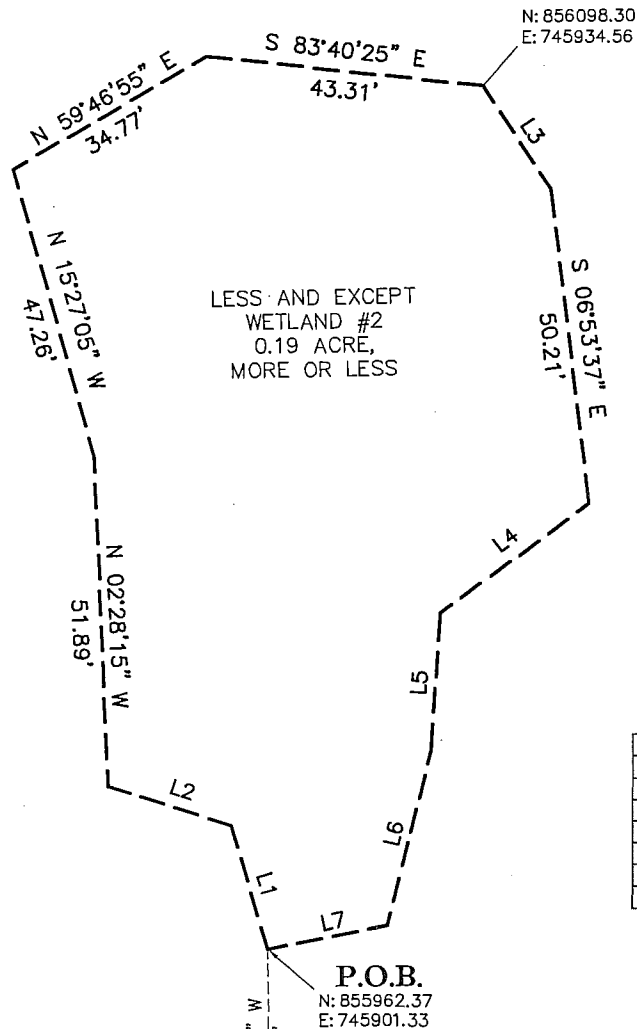 N: 856098.30
E: 745934.56
S 83°40'25" E
43.31'
N 59°46'55" E
34.77'
L3
N 15°27'05" W
47.26'
LESS AND EXCEPT
WETLAND #2
0.19 ACRE,
MORE OR LESS
S 06°53'37" E
50.21'
L4
N 02°28'15" W
51.89'
L5
L2
L6
L1
L7
P.O.B.
N: 855962.37
E: 745901.33
" W